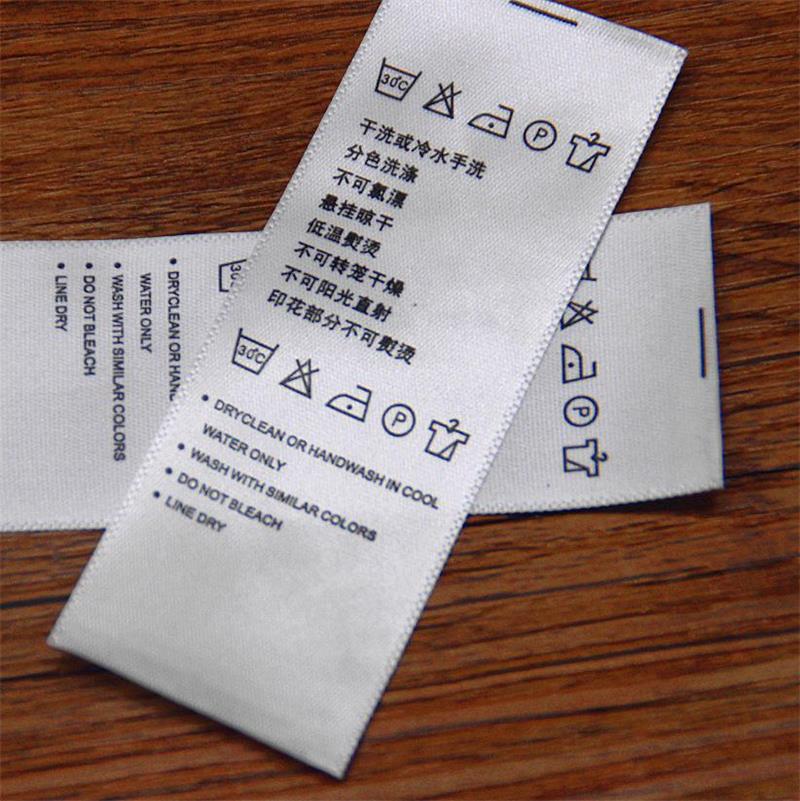 30°C
P
干洗或冷水手洗
分色洗涤
不可氯漂
悬挂晾干
低温熨烫
不可转笼干燥
不可阳光直射
印花部分不可熨烫
30°C
P
• DRYCLEAN OR HANDWASH IN COOL
WATER ONLY
• WASH WITH SIMILAR COLORS
• DO NOT BLEACH
• LINE DRY
• DRYCLEAN OR
WATER ONLY
• WASH WITH SIMILAR COLORS
• DO NOT BLEACH
• LINE DRY
P